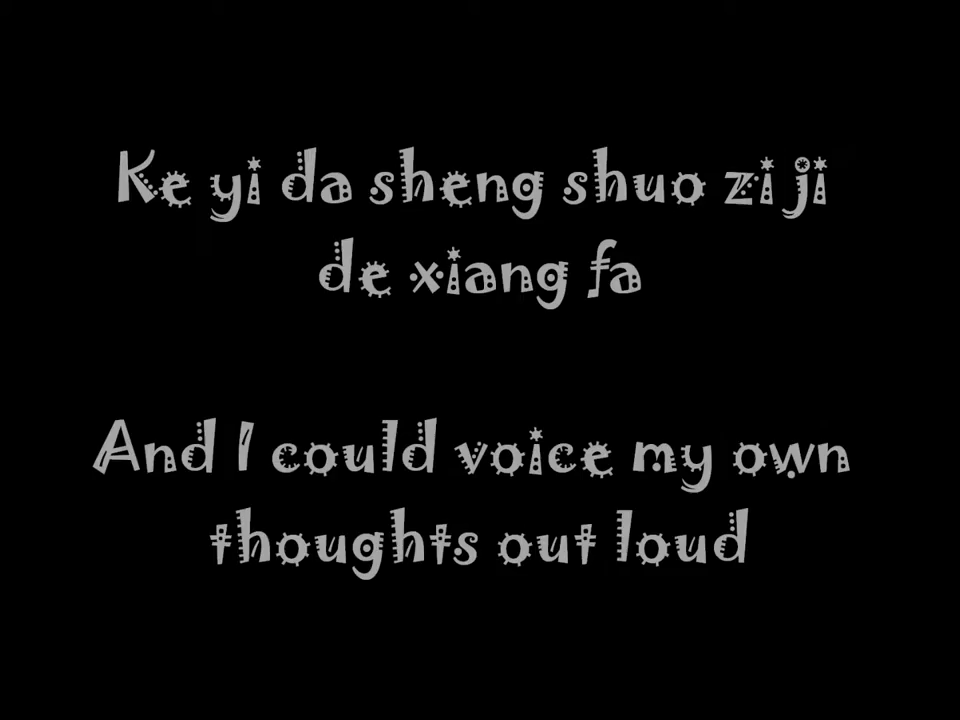 Ke yi da sheng shuo zi ji
de xiang fa
And I could voice my own
thoughts out loud